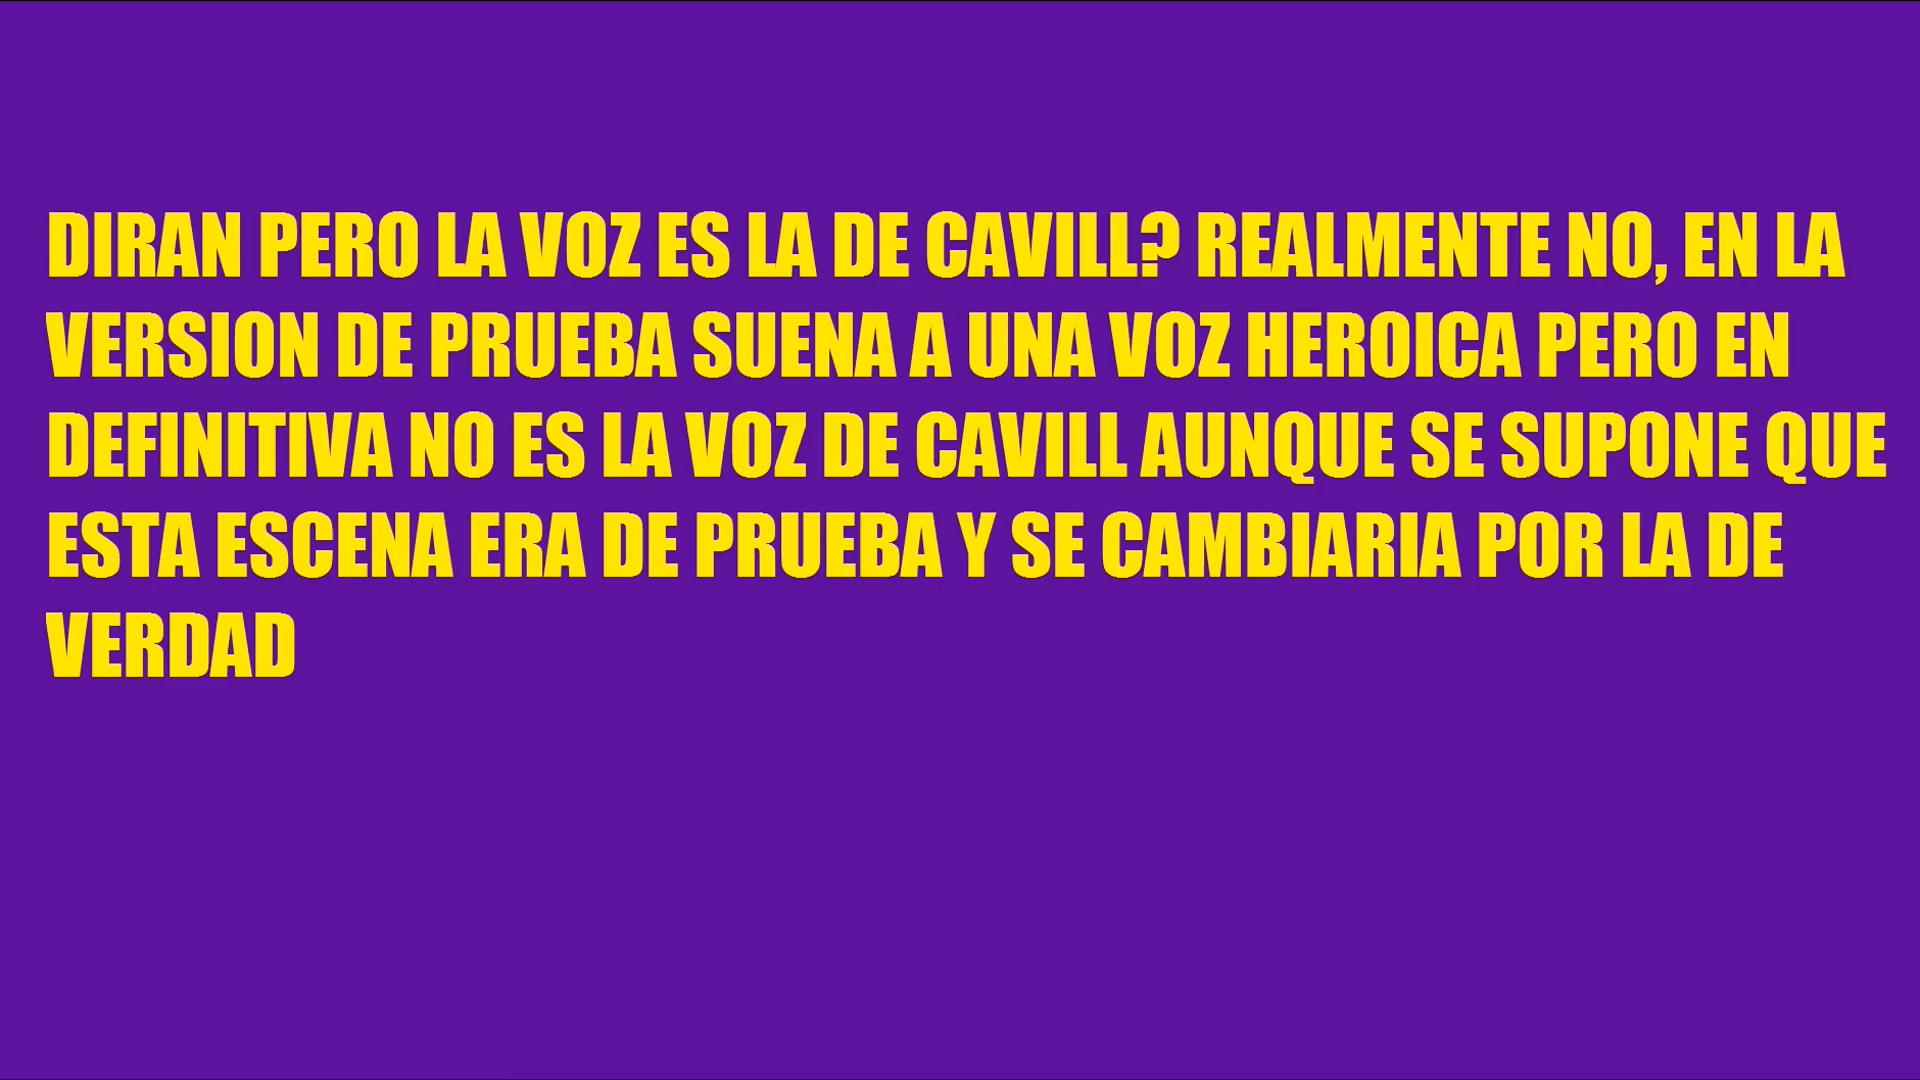 DIRAN PERO LA VOZ ES LA DE CAVILL? REALMENTE NO, EN LA
VERSION DE PRUEBA SUENA A UNA VOZ HEROICA PERO EN
DEFINITIVA NO ES LA VOZ DE CAVILL AUNQUE SE SUPONE QUE
ESTA ESCENA ERA DE PRUEBA Y SE CAMBIARIA POR LA DE
VERDAD